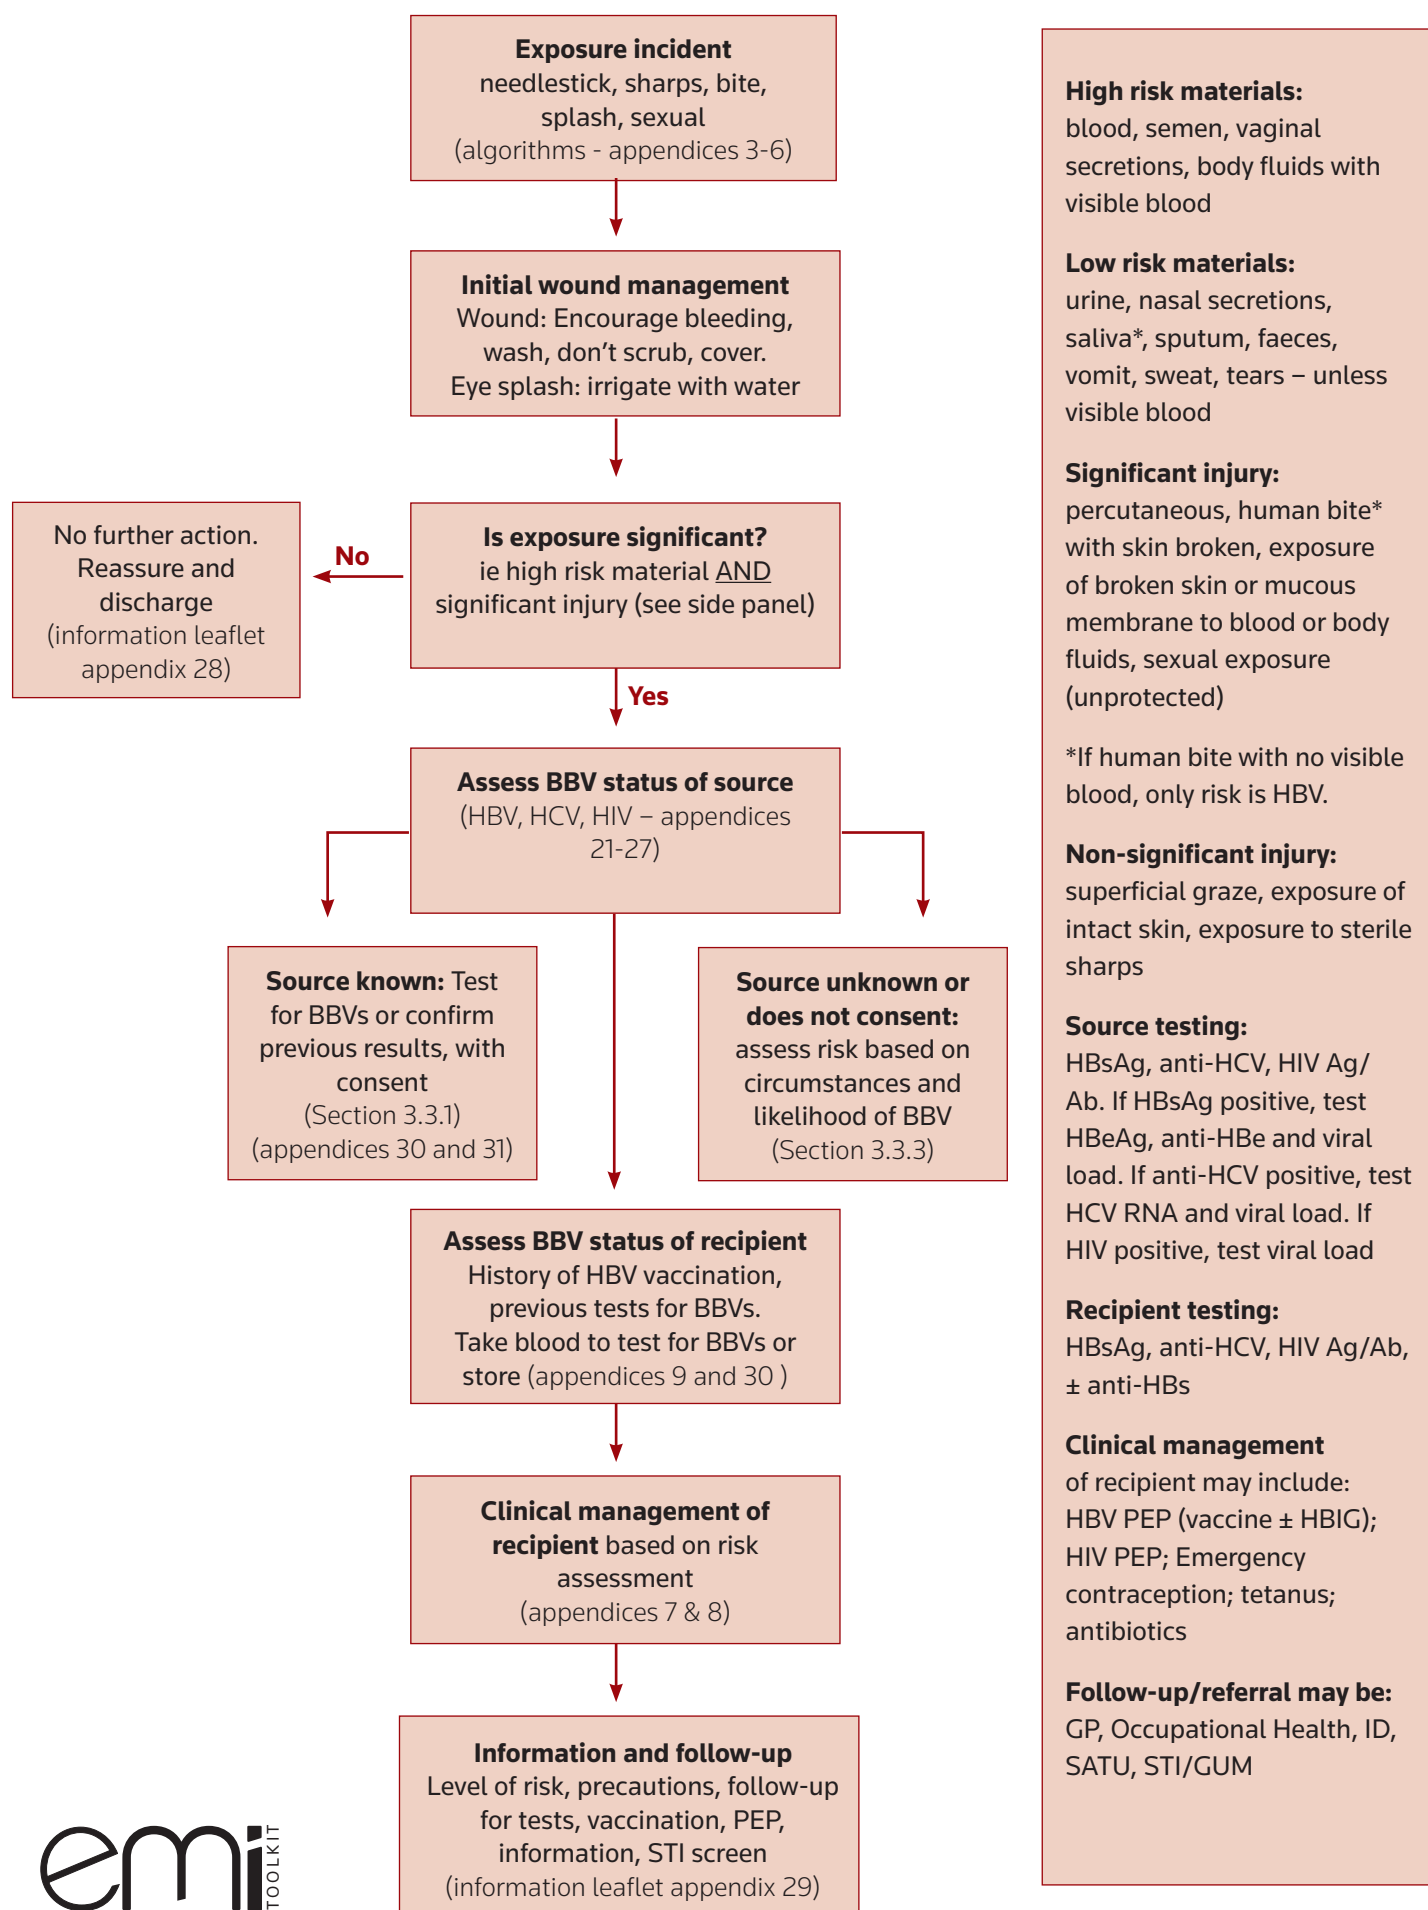 Exposure incident
needlestick, sharps, bite,
splash, sexual
(algorithms - appendices 3-6)
Initial wound management
Wound: Encourage bleeding,
wash, don’t scrub, cover.
Eye splash: irrigate with water
Is exposure significant?
ie high risk material AND
significant injury (see side panel)
No
No further action.
Reassure and
discharge
(information leaflet
appendix 28)
Yes
Assess BBV status of source
(HBV, HCV, HIV – appendices
21-27)
Source known: Test
for BBVs or confirm
previous results, with
consent
(Section 3.3.1)
(appendices 30 and 31)
Source unknown or
does not consent:
assess risk based on
circumstances and
likelihood of BBV
(Section 3.3.3)
Assess BBV status of recipient
History of HBV vaccination,
previous tests for BBVs.
Take blood to test for BBVs or
store (appendices 9 and 30 )
Clinical management of
recipient based on risk
assessment
(appendices 7 & 8)
Information and follow-up
Level of risk, precautions, follow-up
for tests, vaccination, PEP,
information, STI screen
(information leaflet appendix 29)
High risk materials:
blood, semen, vaginal
secretions, body fluids with
visible blood
Low risk materials:
urine, nasal secretions,
saliva*, sputum, faeces,
vomit, sweat, tears – unless
visible blood
Significant injury:
percutaneous, human bite*
with skin broken, exposure
of broken skin or mucous
membrane to blood or body
fluids, sexual exposure
(unprotected)
*If human bite with no visible
blood, only risk is HBV.
Non-significant injury:
superficial graze, exposure of
intact skin, exposure to sterile
sharps
Source testing:
HBsAg, anti-HCV, HIV Ag/
Ab. If HBsAg positive, test
HBeAg, anti-HBe and viral
load. If anti-HCV positive, test
HCV RNA and viral load. If
HIV positive, test viral load
Recipient testing:
HBsAg, anti-HCV, HIV Ag/Ab,
± anti-HBs
Clinical management
of recipient may include:
HBV PEP (vaccine ± HBIG);
HIV PEP; Emergency
contraception; tetanus;
antibiotics
Follow-up/referral may be:
GP, Occupational Health, ID,
SATU, STI/GUM
emi
TOOLKIT